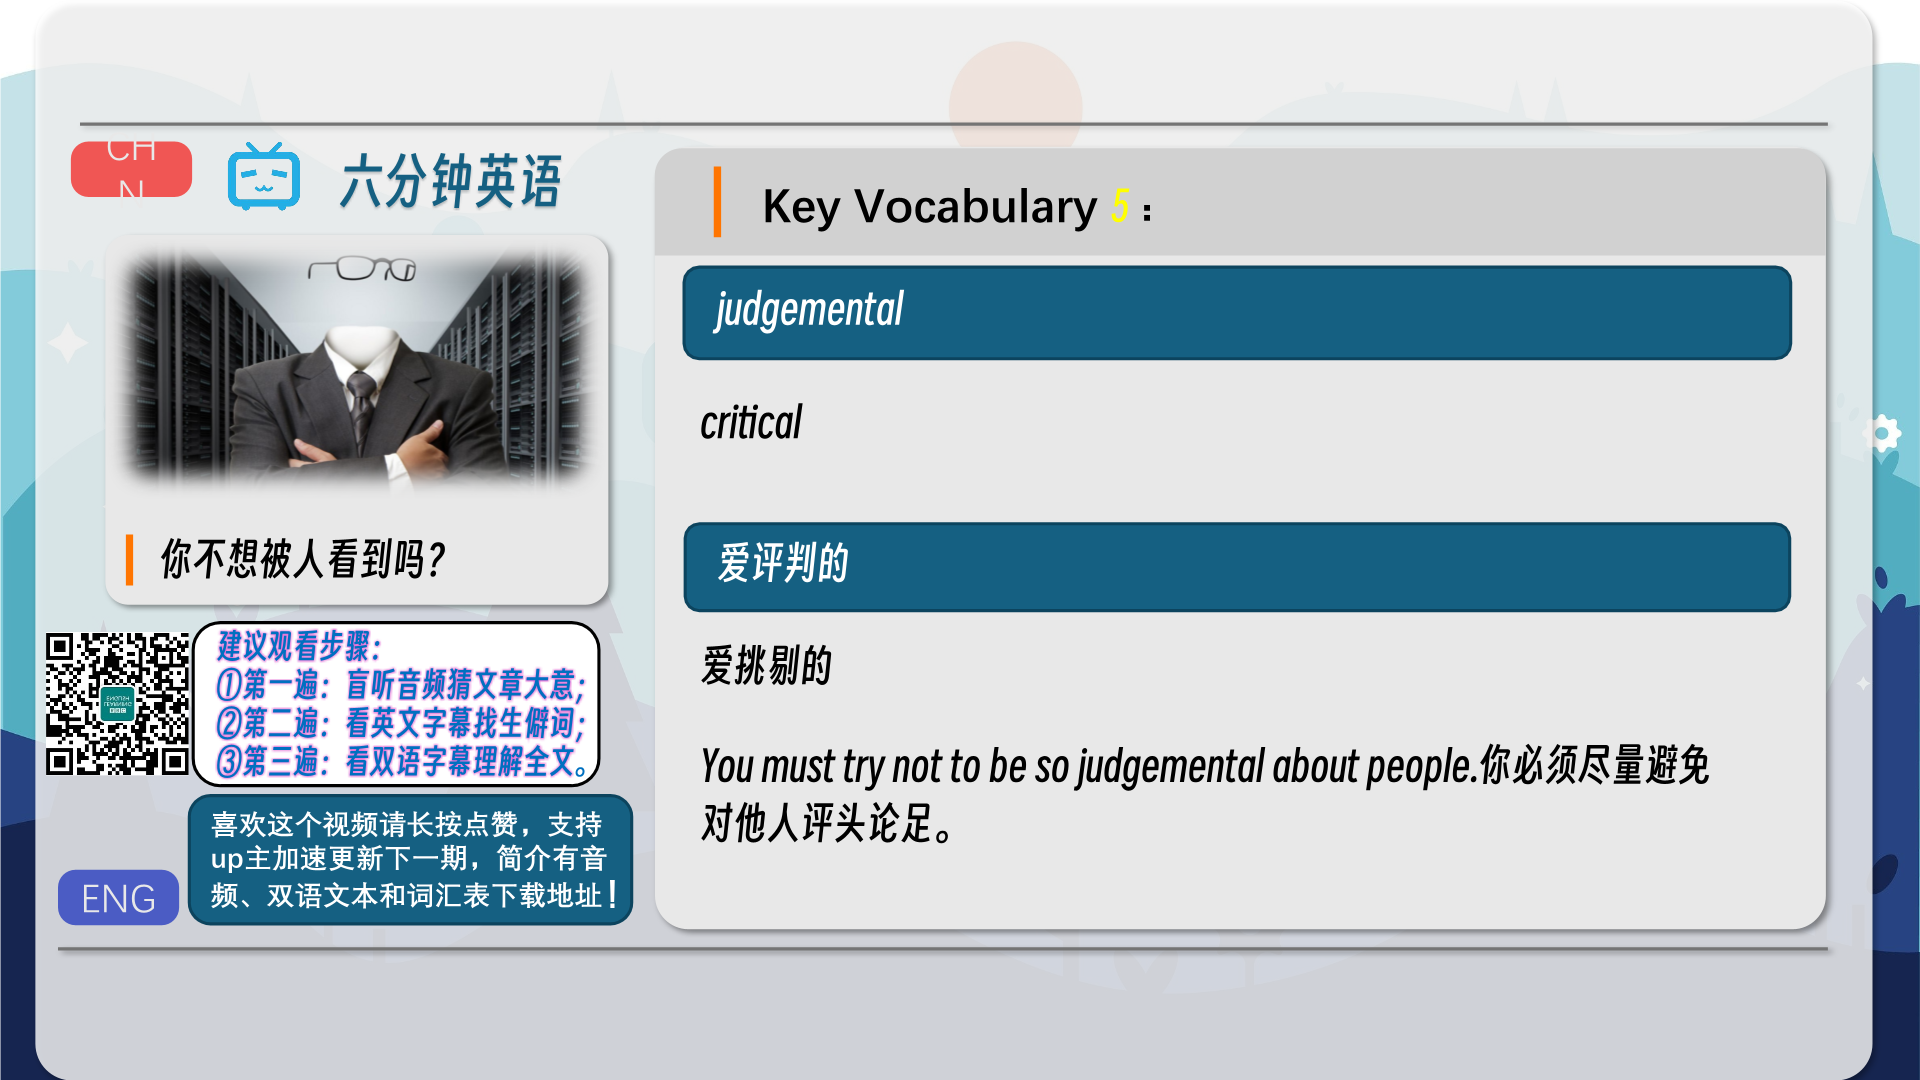 CH
N
六分钟英语
你不想被人看到吗?
建议观看步骤:
①第一遍:盲听音频猜文章大意;
②第二遍:看英文字幕找生僻词;
③第三遍:看双语字幕理解全文。
喜欢这个视频请长按点赞，支持
up主加速更新下一期，简介有音
频、双语文本和词汇表下载地址！
ENG
Key Vocabulary 5：
judgemental
critical
爱评判的
爱挑剔的
You must try not to be so judgemental about people.你必须尽量避免
对他人评头论足。